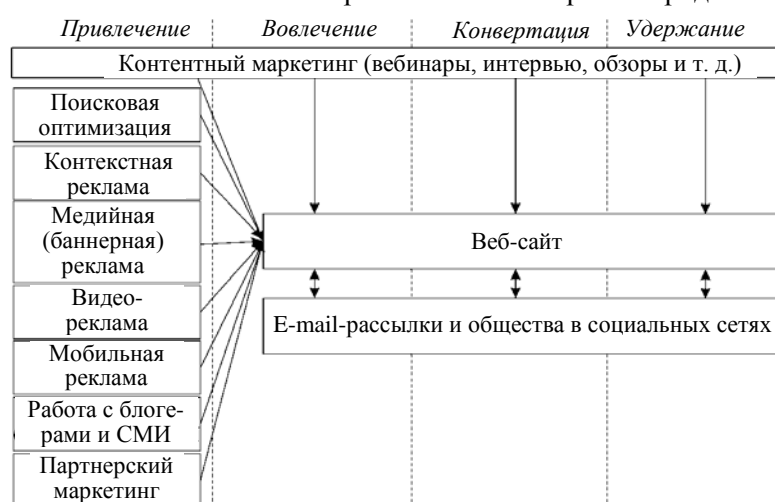 Привлечение Вовлечение Конвертация Удержание
Контентный маркетинг (вебинары, интервью, обзоры и т. д.)
Поисковая
оптимизация
Контекстная
реклама
Медийная
(баннерная)
реклама
Видео-
реклама
Мобильная
реклама
Работа с блоге-
рами и СМИ
Партнерский
маркетинг
Веб-сайт
E-mail-рассылки и общества в социальных сетях